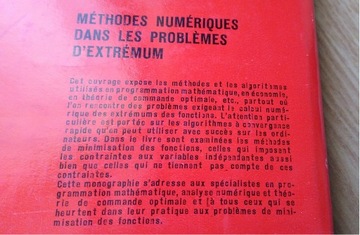 MÉTHODES NUMÉRIQUES
DANS LES PROBLÈMES
D'EXTRÉMUM
Cet ouvrage expose les méthodes et les algorithmes
utilisés en programmation mathématique, en économie,
en théorie de commande optimale, etc., partout où
l'on rencontre des problèmes exigeant le calcul numé-
rique des extrémums des fonctions. L'attention parti-
culière est portée sur les algorithmes à convergence
rapide qu'on peut utiliser avec succès sur les ordi-
nateurs. Dans ce livre sont examinées les méthodes
de minimisation des fonctions, celles qui imposent
les contraintes aux variables indépendantes aussi
bien que celles qui ne tiennent pas compte de ces
contraintes.
Cette monographie s'adresse aux spécialistes en pro-
grammation mathématique, analyse numérique et théo-
rie de commande optimale et à tous ceux qui se
heurtent dans leur pratique aux problèmes de mini-
misation des fonctions.